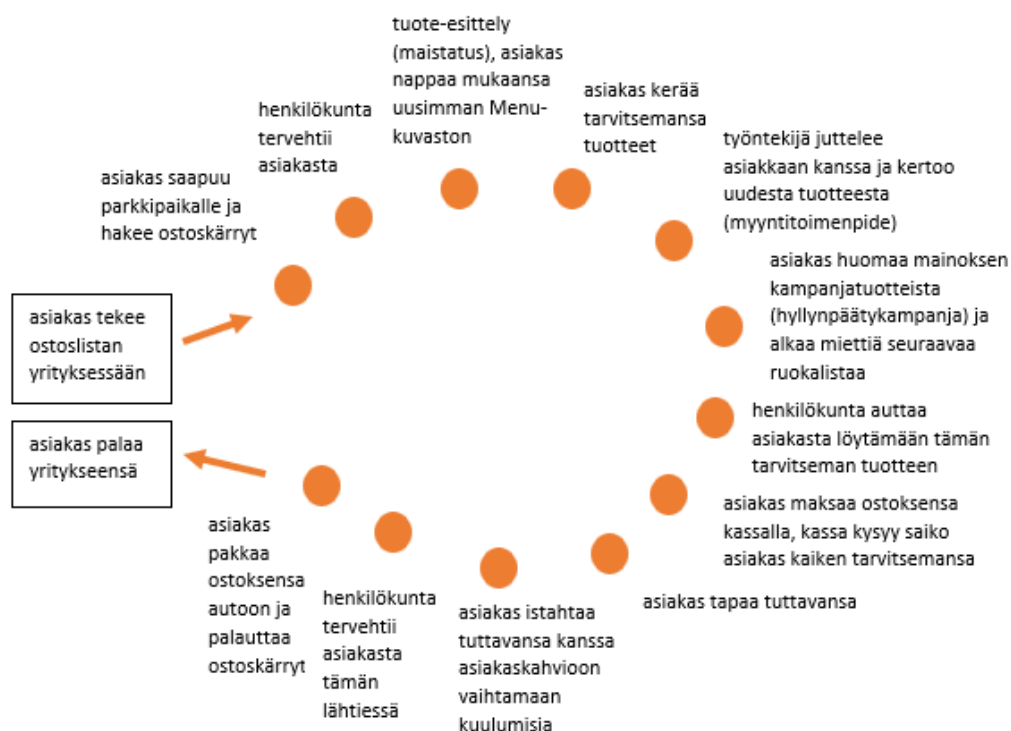 asiakas tekee
ostoslistan
yrityksessään
asiakas saapuu
parkkipaikalle ja
hakee ostoskärryt
henkilökunta
tervehtii
asiakasta
tuote-esittely
(maistatus), asiakas
nappaa mukaansa
uusimman Menu-
kuvaston
asiakas kerää
tarvitsemansa
tuotteet
työntekijä juttelee
asiakkaan kanssa ja kertoo
uudesta tuotteesta
(myyntitoimenpide)
asiakas huomaa mainoksen
kampanjatuotteista
(hyllynpäätykampanja) ja
alkaa miettiä seuraavaa
ruokalistaa
henkilökunta auttaa
asiakasta löytämään tämän
tarvitseman tuotteen
asiakas maksaa ostoksensa
kassalla, kassa kysyy saiko
asiakas kaiken tarvitsemansa
asiakas tapaa tuttavansa
asiakas istahtaa
tuttavansa kanssa
asiakaskahvioon
vaihtamaan
kuulumisia
henkilökunta
tervehtii
asiakasta
tämän
lähtiessä
asiakas
pakkaa
ostoksensa
autoon ja
palauttaa
ostoskärryt
asiakas palaa
yritykseensä